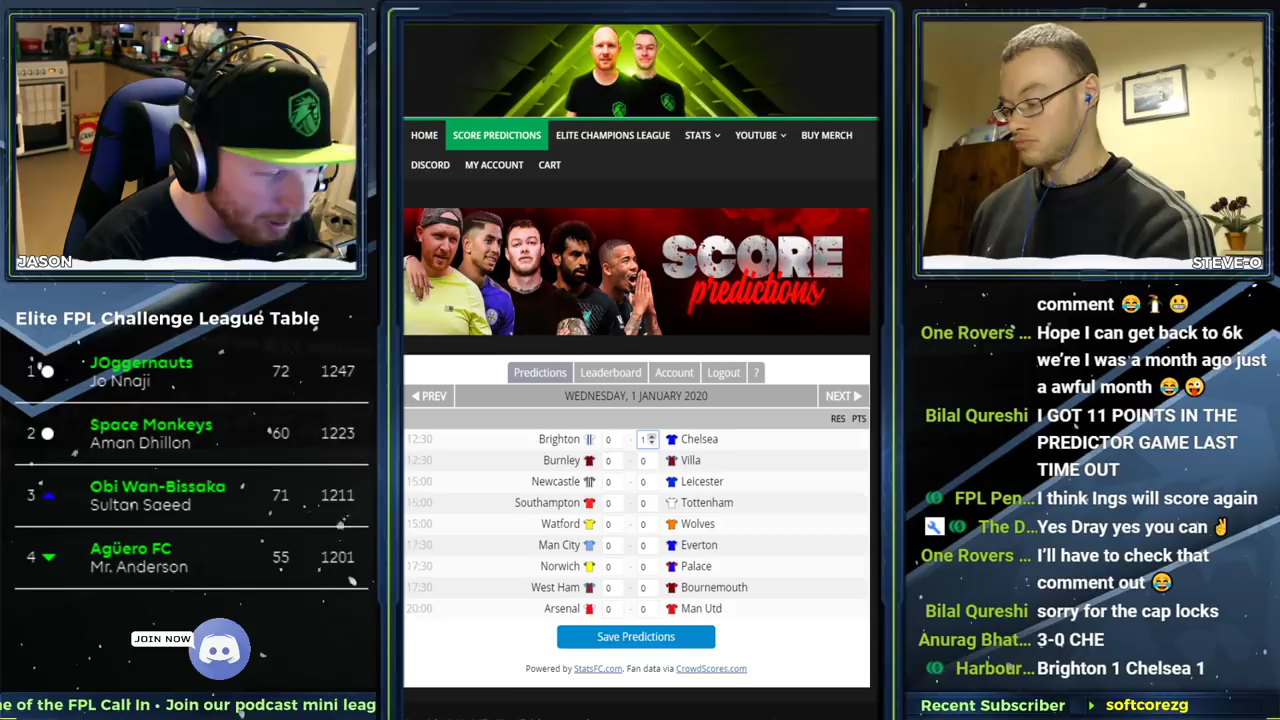 JASON
Elite FPL Challenge League Table
1 JOggernauts 72 1247
Jo Nnaji
2 Space Monkeys 60 1223
Aman Dhillon
3 Obi Wan-Bissaka 71 1211
Sultan Saeed
4 Agüero FC 55 1201
Mr. Anderson
JOIN NOW
e of the FPL Call In • Join our podcast mini leag
HOME SCORE PREDICTIONS ELITE CHAMPIONS LEAGUE STATS YOUTUBE BUY MERCH
DISCORD MY ACCOUNT CART
SCORE
predictions
Predictions Leaderboard Account Logout ?
◀ PREV WEDNESDAY, 1 JANUARY 2020 NEXT ▶
RES PTS
12:30 Brighton 0 - 1 Chelsea
12:30 Burnley 0 - 0 Villa
15:00 Newcastle 0 - 0 Leicester
15:00 Southampton 0 - 0 Tottenham
15:00 Watford 0 - 0 Wolves
17:30 Man City 0 - 0 Everton
17:30 Norwich 0 - 0 Palace
17:30 West Ham 0 - 0 Bournemouth
20:00 Arsenal 0 - 0 Man Utd
Save Predictions
Powered by StatsFC.com. Fan data via CrowdScores.com
STEVE-O
comment 😂 🐧 😬
One Rovers ... Hope I can get back to 6k
we're I was a month ago just
a awful month 😂 😜
Bilal Qureshi I GOT 11 POINTS IN THE
PREDICTOR GAME LAST
TIME OUT
FPL Pen... I think Ings will score again
The D... Yes Dray yes you can ✌
One Rovers ... I'll have to check that
comment out 😂
Bilal Qureshi sorry for the cap locks
Anurag Bhat... 3-0 CHE
Harbour... Brighton 1 Chelsea 1
Recent Subscriber softcorezg